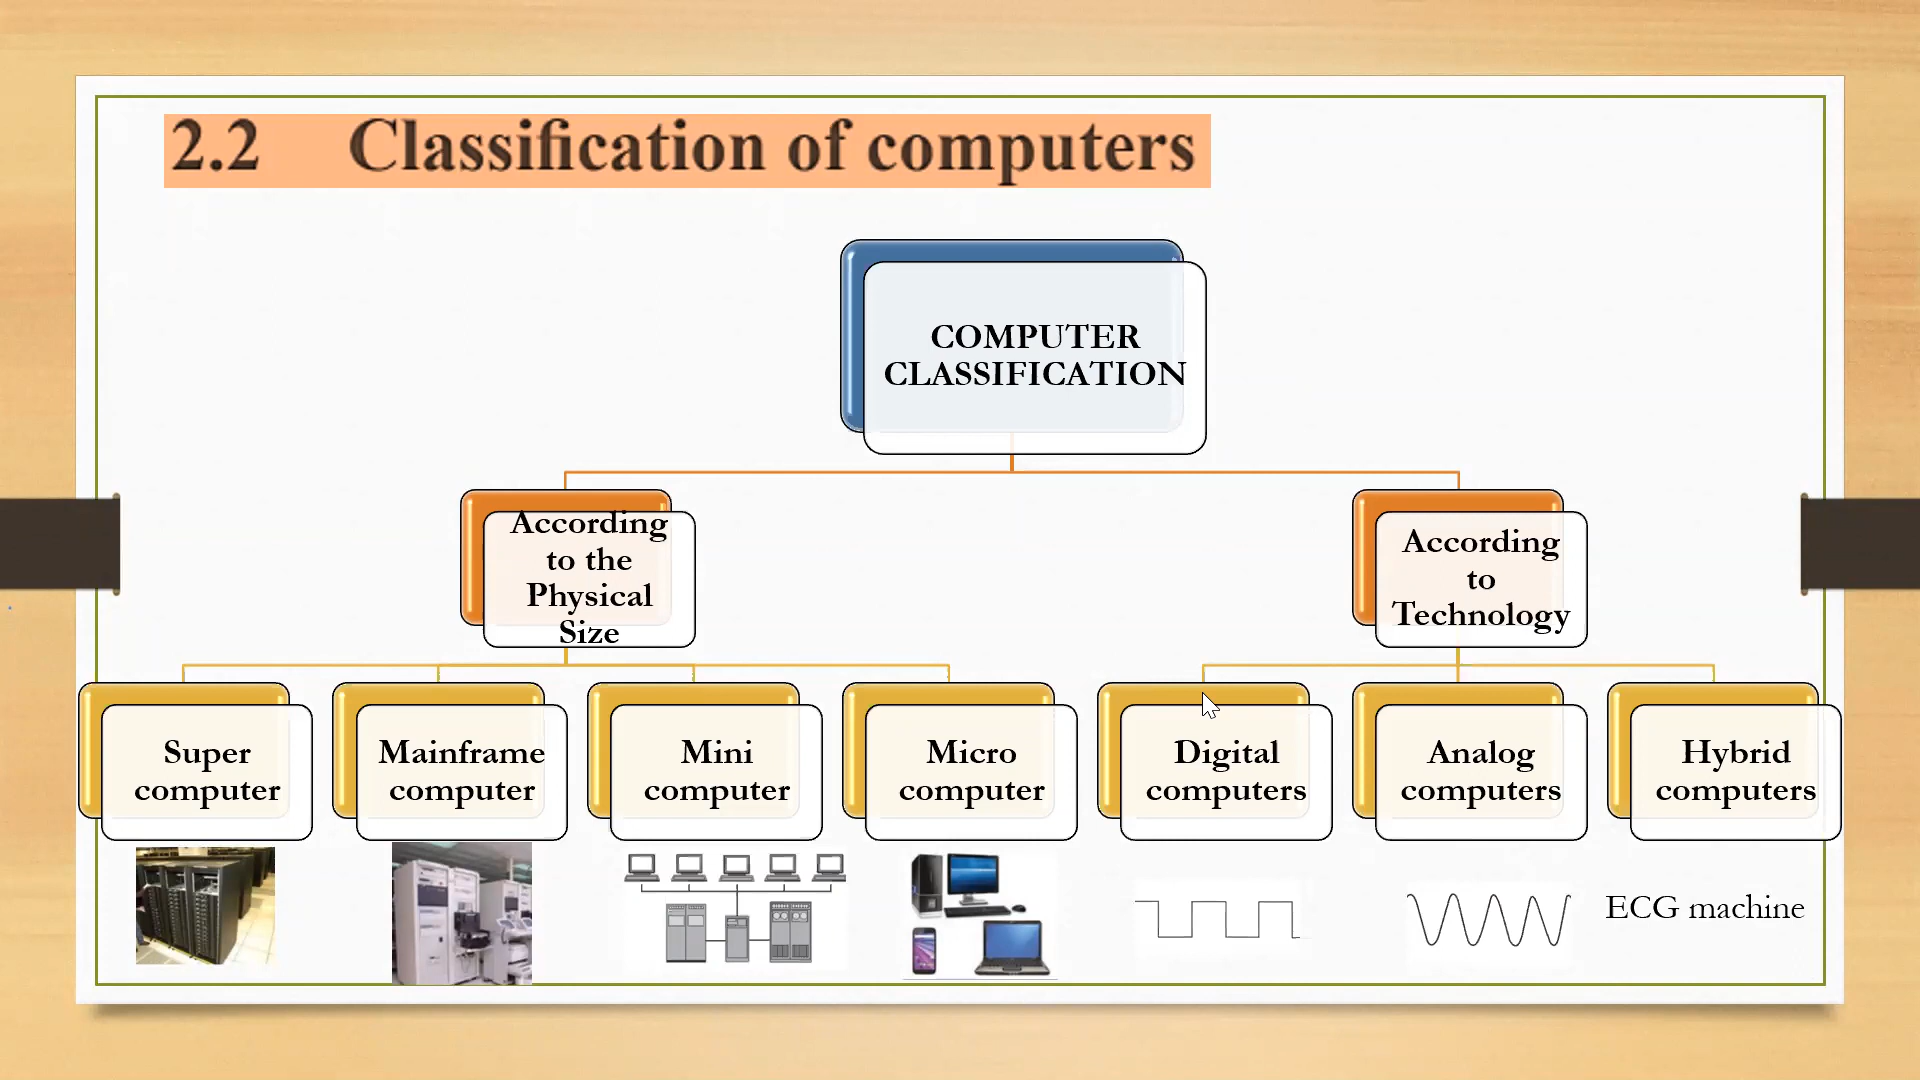 2.2 Classification of computers
COMPUTER
CLASSIFICATION
According
to the
Physical
Size
According
to
Technology
Super
computer
Mainframe
computer
Mini
computer
Micro
computer
Digital
computers
Analog
computers
Hybrid
computers
ECG machine